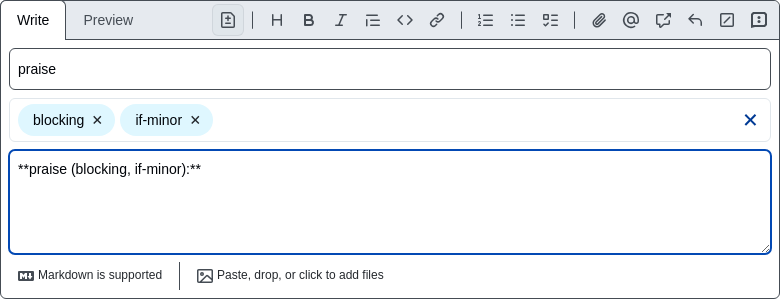 Write Preview
praise
blocking if-minor
**praise (blocking, if-minor):**
Markdown is supported Paste, drop, or click to add files